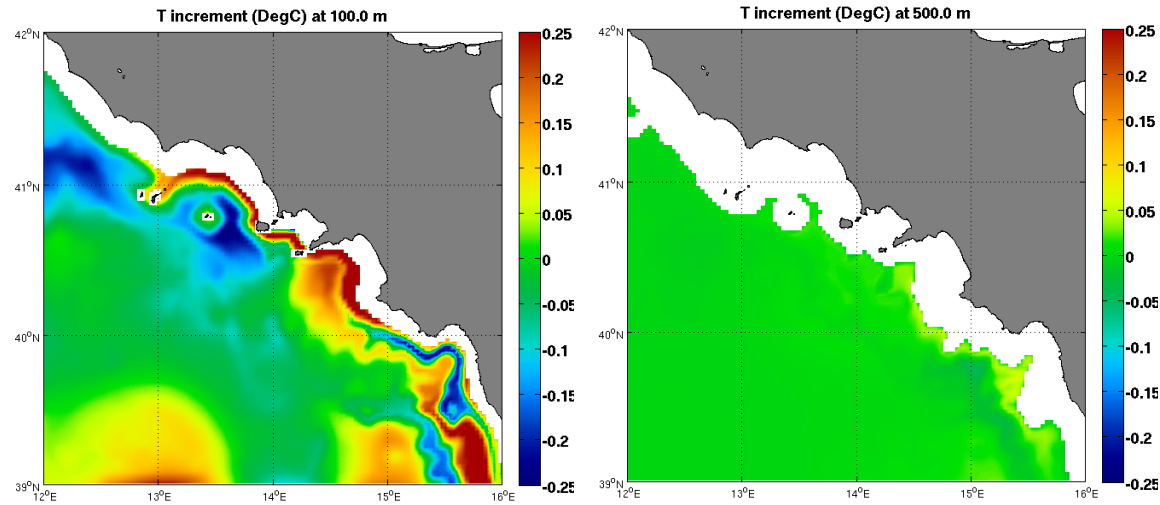 T increment (DegC) at 100.0 m
42°N
41°N
40°N
39°N
12°E
13°E
14°E
15°E
16°E
0.25
0.2
0.15
0.1
0.05
0
-0.05
-0.1
-0.15
-0.2
-0.25
T increment (DegC) at 500.0 m
42°N
41°N
40°N
39°N
12°E
13°E
14°E
15°E
16°E
0.25
0.2
0.15
0.1
0.05
0
-0.05
-0.1
-0.15
-0.2
-0.25